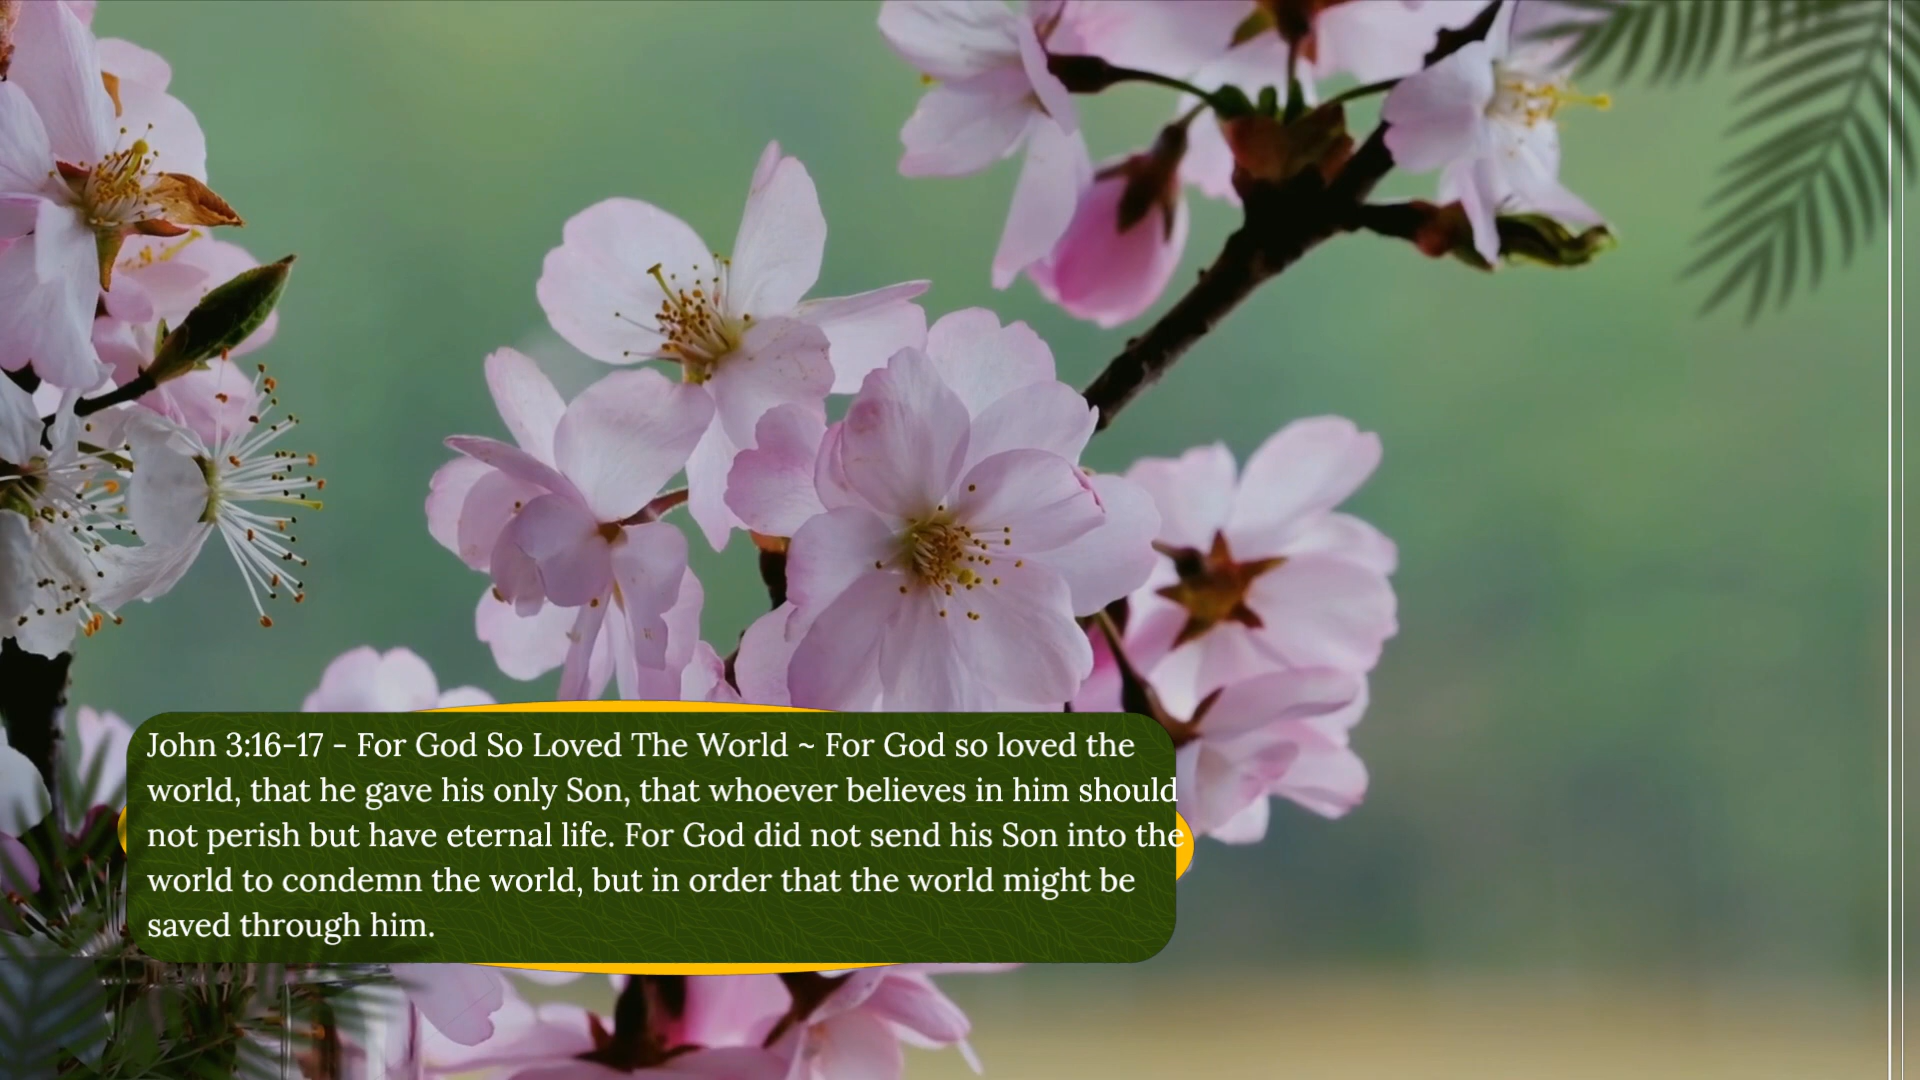 John 3:16-17 - For God So Loved The World ~ For God so loved the
world, that he gave his only Son, that whoever believes in him should
not perish but have eternal life. For God did not send his Son into the
world to condemn the world, but in order that the world might be
saved through him.